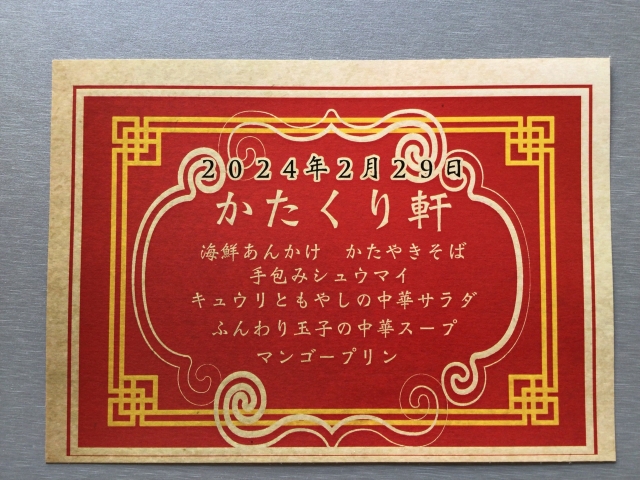 ２０２４年２月２９日
かたくり軒
海鮮あんかけ　かたやきそば
手包みシュウマイ
キュウリともやしの中華サラダ
ふんわり玉子の中華スープ
マンゴープリン